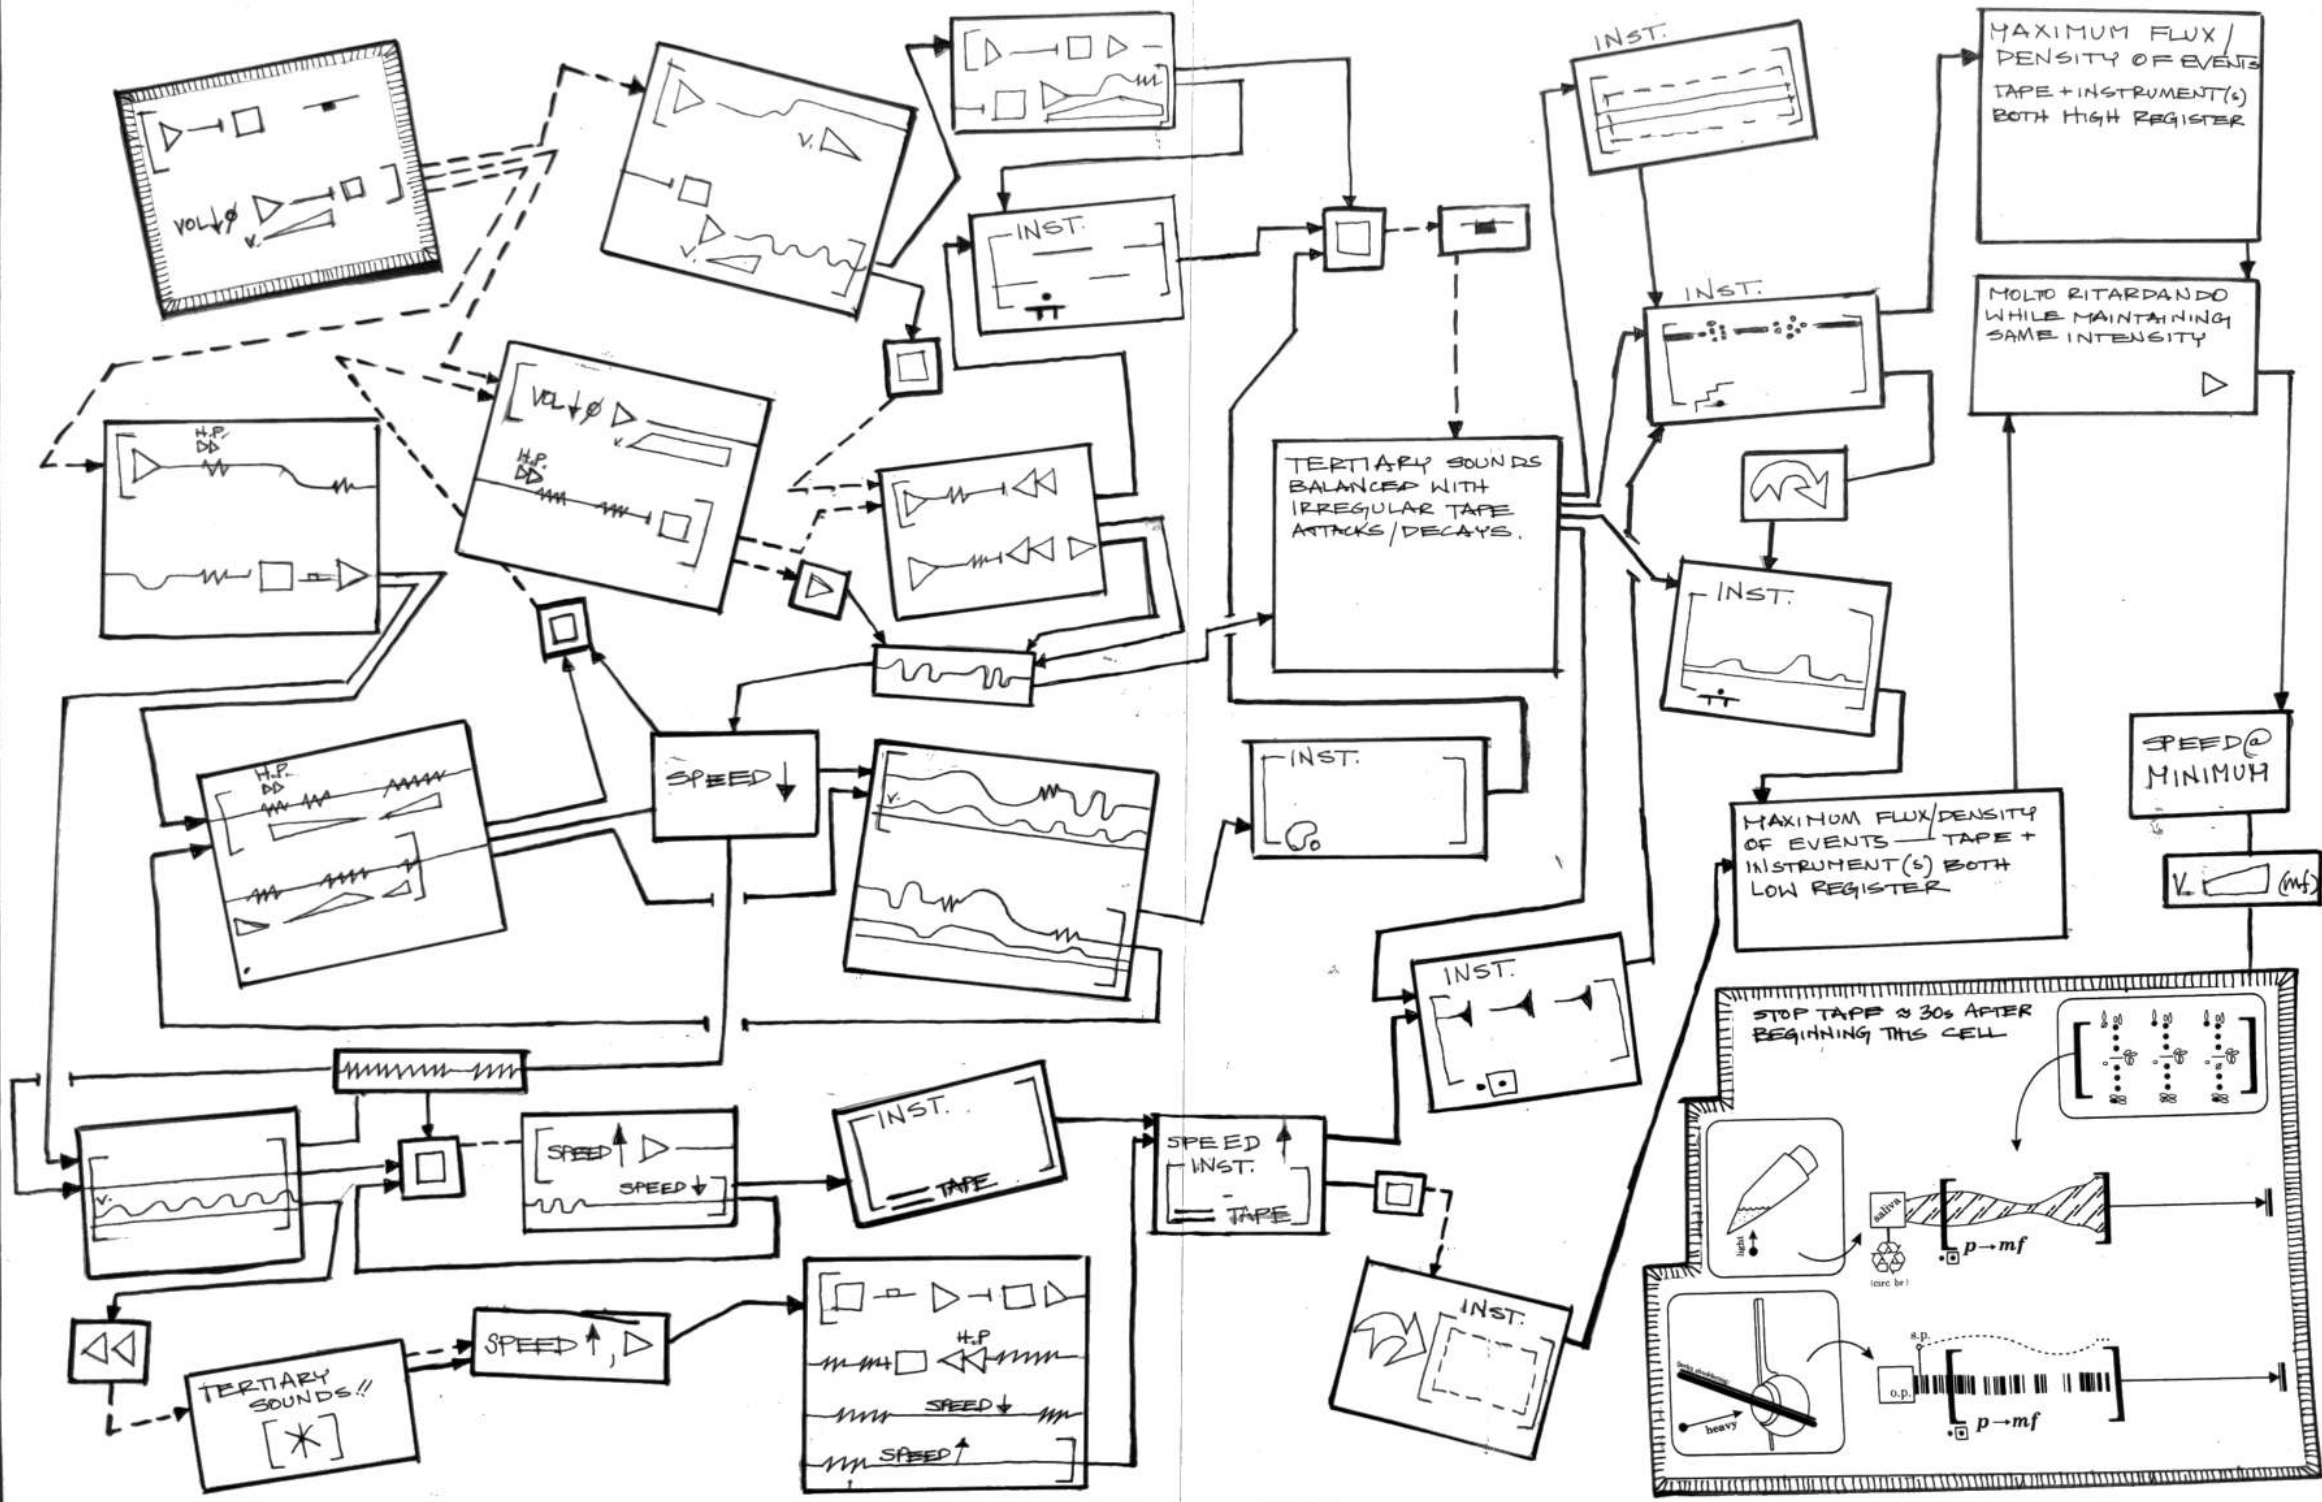 VOL↓∅
V.
V.
V.
INST.
INST.
MAXIMUM FLUX/
DENSITY OF EVENTS
TAPE + INSTRUMENT(S)
BOTH HIGH REGISTER
INST.
MOLTO RITARDANDO
WHILE MAINTAINING
SAME INTENSITY
VOL↓∅
V.
H.P.
H.P.
TERTIARY SOUNDS
BALANCED WITH
IRREGULAR TAPE
ATTACKS/DECAYS.
INST.
SPEED ↓
H.P.
V.
INST.
SPEED @
MINIMUM
MAXIMUM FLUX/DENSITY
OF EVENTS — TAPE +
INSTRUMENT(S) BOTH
LOW REGISTER
V. (mf)
INST.
STOP TAPE ≈ 30s AFTER
BEGINNING THIS CELL
V.
SPEED ↑
SPEED ↓
INST.
TAPE
SPEED ↑
INST.
TAPE
light
saliva
p→mf
(circ br)
TERTIARY
SOUNDS!!
[*]
SPEED ↑,
H.P
SPEED ↓
SPEED ↑
INST.
s.p.
...
o.p.
heavy
p→mf